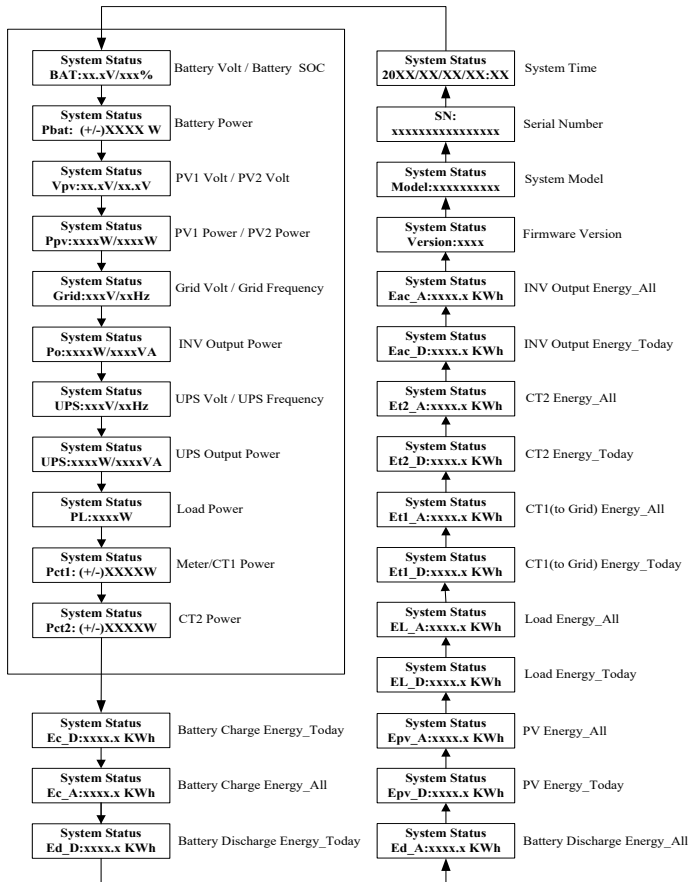 System Status
BAT:xx.xV/xxx%
Battery Volt / Battery SOC
System Status
Pbat: (+/-)XXXX W
Battery Power
System Status
Vpv:xx.xV/xx.xV
PV1 Volt / PV2 Volt
System Status
Ppv:xxxxW/xxxxW
PV1 Power / PV2 Power
System Status
Grid:xxxV/xxHz
Grid Volt / Grid Frequency
System Status
Po:xxxxW/xxxxVA
INV Output Power
System Status
UPS:xxxV/xxHz
UPS Volt / UPS Frequency
System Status
UPS:xxxxW/xxxxVA
UPS Output Power
System Status
PL:xxxxW
Load Power
System Status
Pct1: (+/-)XXXXW
Meter/CT1 Power
System Status
Pct2: (+/-)XXXXW
CT2 Power
System Status
Ec_D:xxxx.x KWh
Battery Charge Energy_Today
System Status
Ec_A:xxxx.x KWh
Battery Charge Energy_All
System Status
Ed_D:xxxx.x KWh
Battery Discharge Energy_Today
System Status
20XX/XX/XX/XX:XX
System Time
SN:
xxxxxxxxxxxxxxxx
Serial Number
System Status
Model:xxxxxxxxxx
System Model
System Status
Version:xxxx
Firmware Version
System Status
Eac_A:xxxx.x KWh
INV Output Energy_All
System Status
Eac_D:xxxx.x KWh
INV Output Energy_Today
System Status
Et2_A:xxxx.x KWh
CT2 Energy_All
System Status
Et2_D:xxxx.x KWh
CT2 Energy_Today
System Status
Et1_A:xxxx.x KWh
CT1(to Grid) Energy_All
System Status
Et1_D:xxxx.x KWh
CT1(to Grid) Energy_Today
System Status
EL_A:xxxx.x KWh
Load Energy_All
System Status
EL_D:xxxx.x KWh
Load Energy_Today
System Status
Epv_A:xxxx.x KWh
PV Energy_All
System Status
Epv_D:xxxx.x KWh
PV Energy_Today
System Status
Ed_A:xxxx.x KWh
Battery Discharge Energy_All